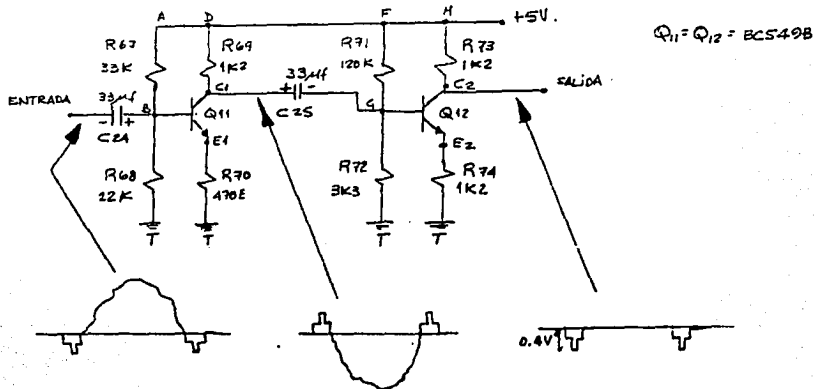 A
D
F
H
+5V.
Q11 = Q12 = BC549B
R67
33K
R69
1K2
R71
120K
R73
1K2
33μf
C1
C2
SALIDA
ENTRADA
33μf
B
Q11
C25
G
Q12
C24
E1
E2
R68
22K
R70
470E
R72
3K3
R74
1K2
T
T
T
T
0.4V